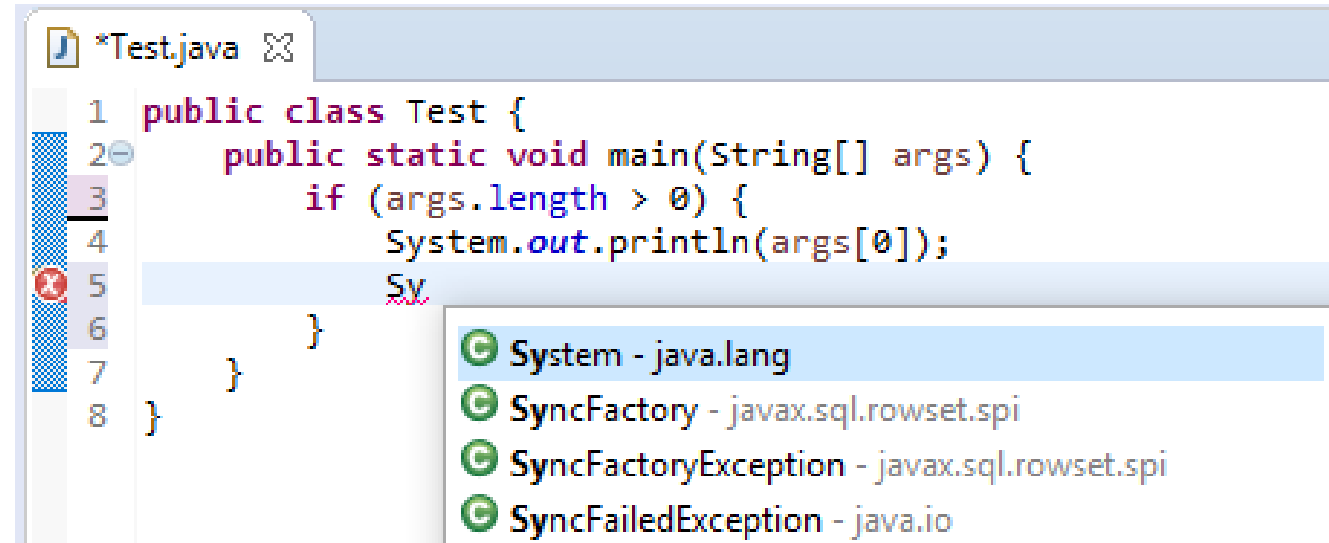 *Test.java
1 public class Test {
2 public static void main(String[] args) {
3 if (args.length > 0) {
4 System.out.println(args[0]);
5 Sy
6 }
7 }
8 }
System - java.lang
SyncFactory - javax.sql.rowset.spi
SyncFactoryException - javax.sql.rowset.spi
SyncFailedException - java.io